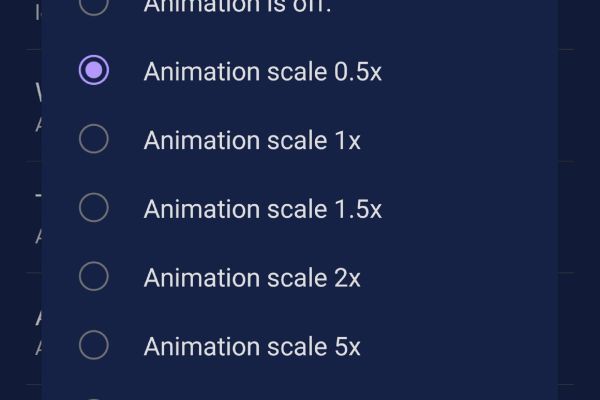 Animation is off.
Animation scale 0.5x
Animation scale 1x
Animation scale 1.5x
Animation scale 2x
Animation scale 5x